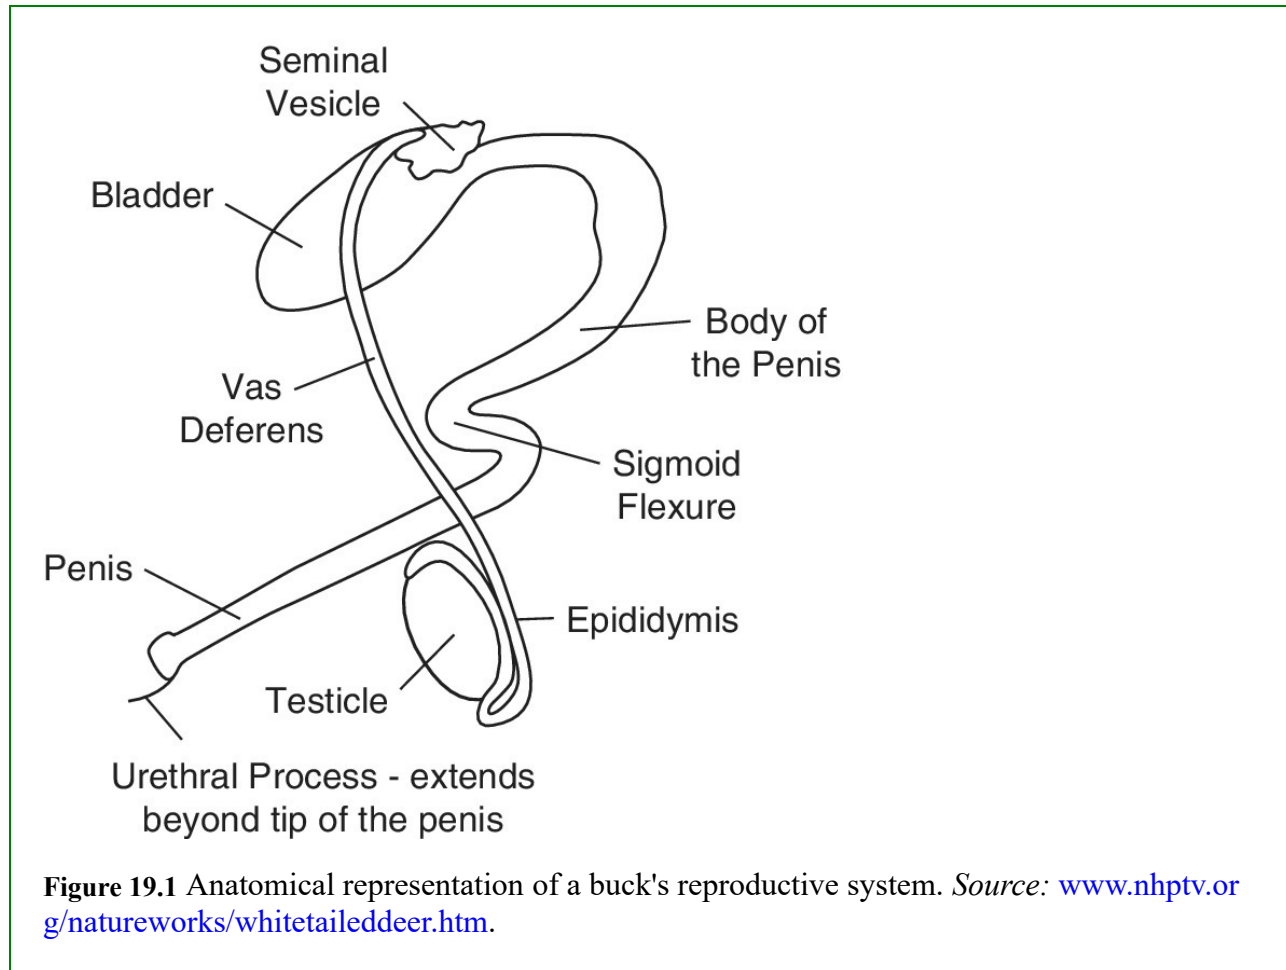 Seminal
Vesicle
Bladder
Body of
the Penis
Vas
Deferens
Sigmoid
Flexure
Penis
Epididymis
Testicle
Urethral Process - extends
beyond tip of the penis
Figure 19.1 Anatomical representation of a buck's reproductive system. Source: www.nhptv.or
g/natureworks/whitetaileddeer.htm.